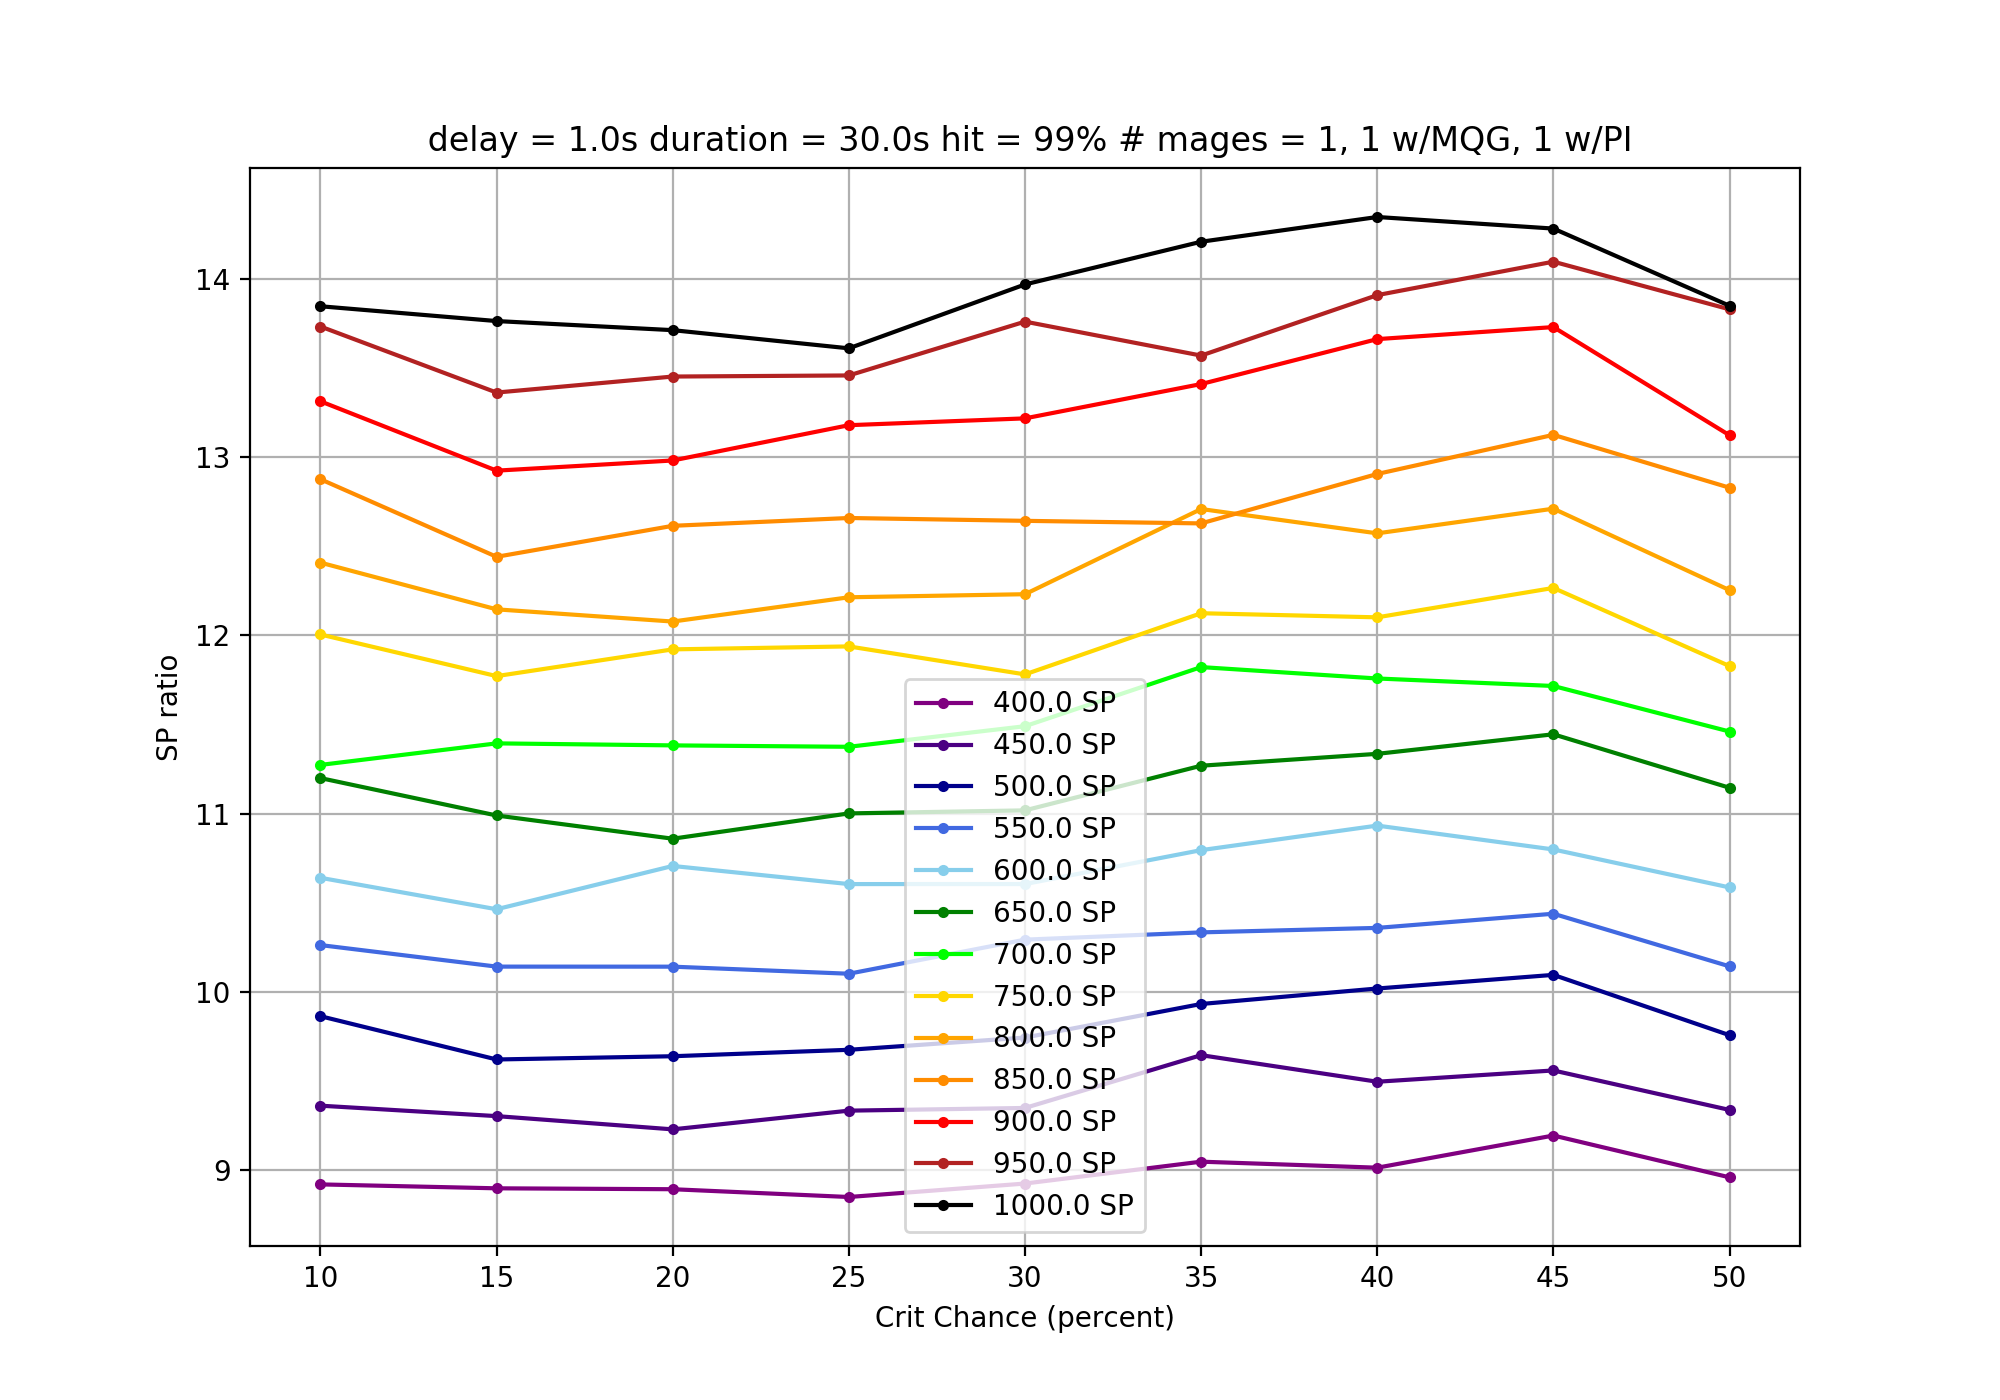 delay = 1.0s duration = 30.0s hit = 99% # mages = 1, 1 w/MQG, 1 w/PI
14
13
12
11
10
9
SP ratio
400.0 SP
450.0 SP
500.0 SP
550.0 SP
600.0 SP
650.0 SP
700.0 SP
750.0 SP
800.0 SP
850.0 SP
900.0 SP
950.0 SP
1000.0 SP
10 15 20 25 30 35 40 45 50
Crit Chance (percent)